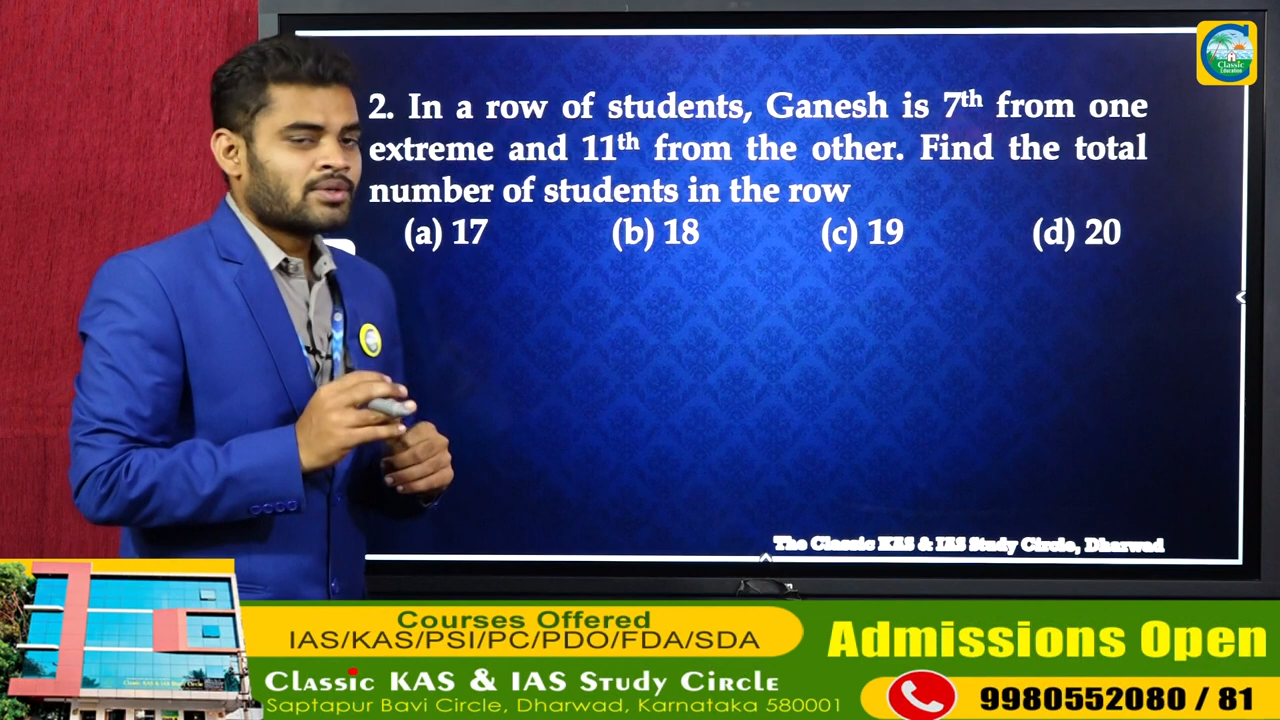 Classic
Education
2. In a row of students, Ganesh is 7th from one
extreme and 11th from the other. Find the total
number of students in the row
(a) 17 (b) 18 (c) 19 (d) 20
The Classic KAS & IAS Study Circle, Dharwad
Courses Offered
IAS/KAS/PSI/PC/PDO/FDA/SDA
Classic KAS & IAS Study Circle
Saptapur Bavi Circle, Dharwad, Karnataka 580001
Admissions Open
9980552080 / 81